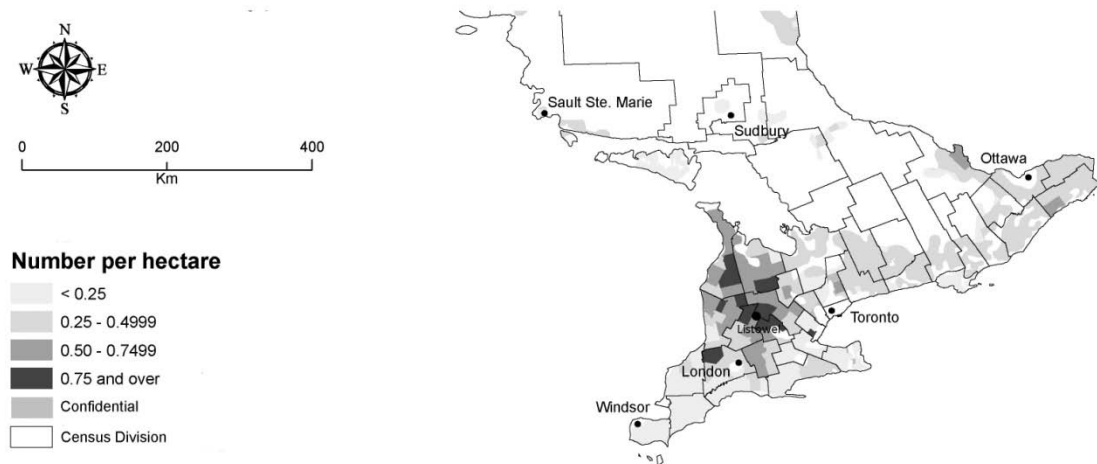 N
W E
S
0 200 400
Km
Number per hectare
< 0.25
0.25 - 0.4999
0.50 - 0.7499
0.75 and over
Confidential
Census Division
Sault Ste. Marie
Sudbury
Ottawa
Toronto
Listowel
London
Windsor